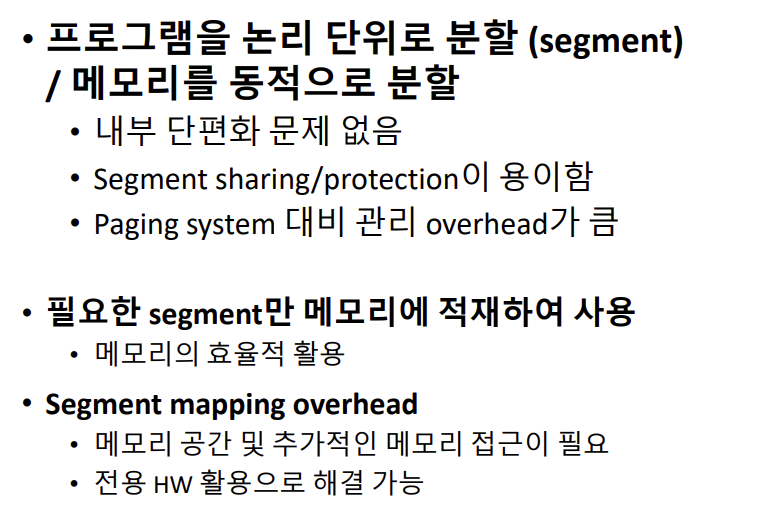 • 프로그램을 논리 단위로 분할 (segment)
/ 메모리를 동적으로 분할
• 내부 단편화 문제 없음
• Segment sharing/protection이 용이함
• Paging system 대비 관리 overhead가 큼
• 필요한 segment만 메모리에 적재하여 사용
• 메모리의 효율적 활용
• Segment mapping overhead
• 메모리 공간 및 추가적인 메모리 접근이 필요
• 전용 HW 활용으로 해결 가능